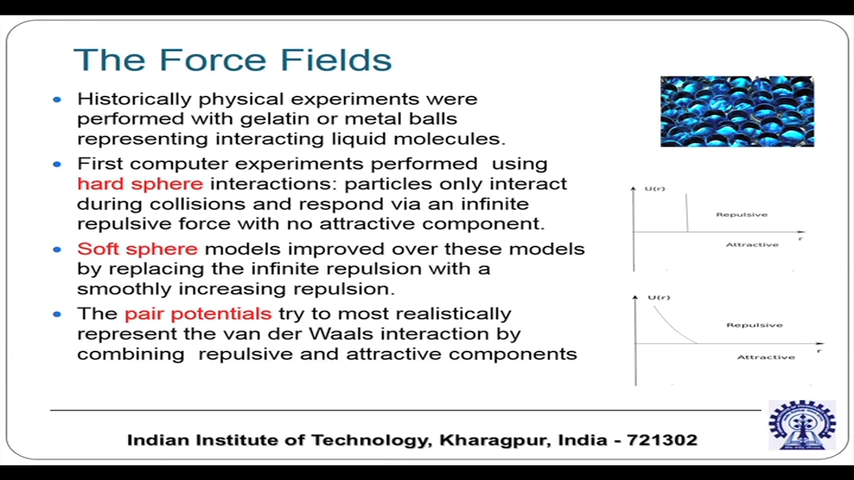 The Force Fields
Historically physical experiments were
performed with gelatin or metal balls
representing interacting liquid molecules.
First computer experiments performed using
hard sphere interactions: particles only interact
during collisions and respond via an infinite
repulsive force with no attractive component.
Soft sphere models improved over these models
by replacing the infinite repulsion with a
smoothly increasing repulsion.
The pair potentials try to most realistically
represent the van der Waals interaction by
combining repulsive and attractive components
U(r)
Repulsive
r
Attractive
U(r)
Repulsive
r
Attractive
Indian Institute of Technology, Kharagpur, India - 721302